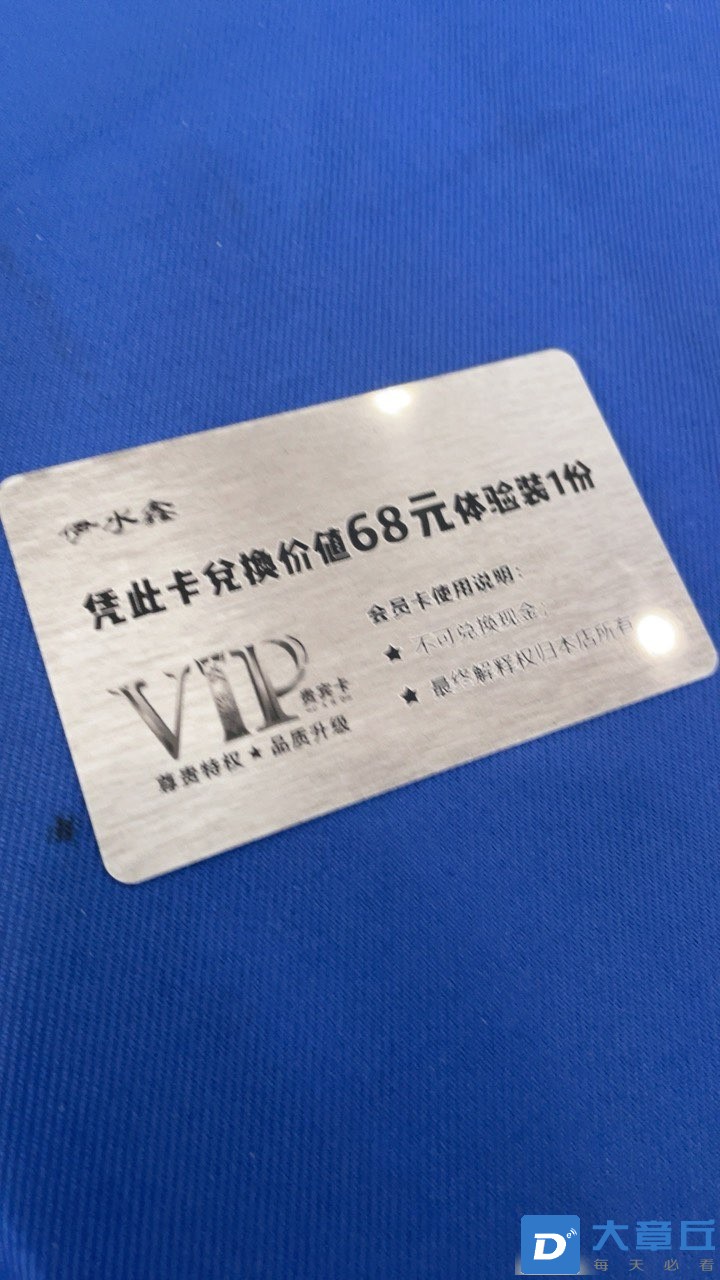 凭此卡兑换价值68元体验装1份
会员卡使用说明:
★ 不可兑换现金;
★ 最终解释权归本店所有
VIP
贵宾卡
尊贵特权 ★ 品质升级
大章丘
每天必看